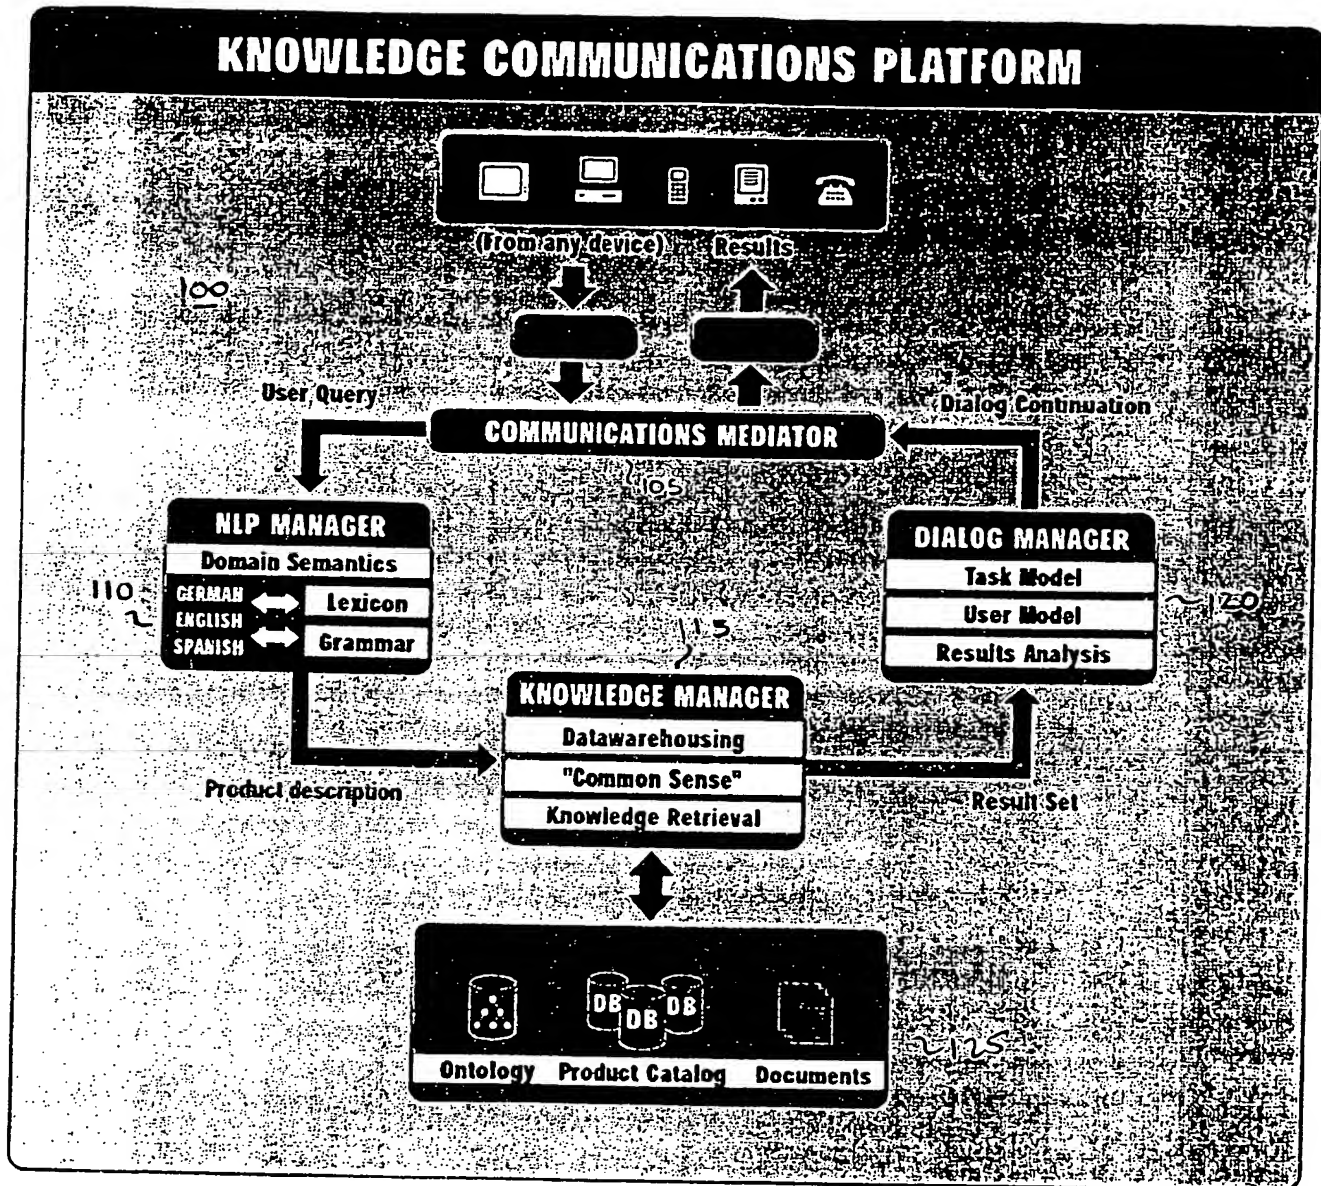 KNOWLEDGE COMMUNICATIONS PLATFORM
(From any device)
Results
100
User Query
Dialog Continuation
COMMUNICATIONS MEDIATOR
105
NLP MANAGER
Domain Semantics
GERMAN
ENGLISH
SPANISH
Lexicon
Grammar
110
DIALOG MANAGER
Task Model
User Model
Results Analysis
120
115
KNOWLEDGE MANAGER
Datawarehousing
"Common Sense"
Knowledge Retrieval
Product description
Result Set
DB
DB
DB
Ontology
Product Catalog
Documents
125